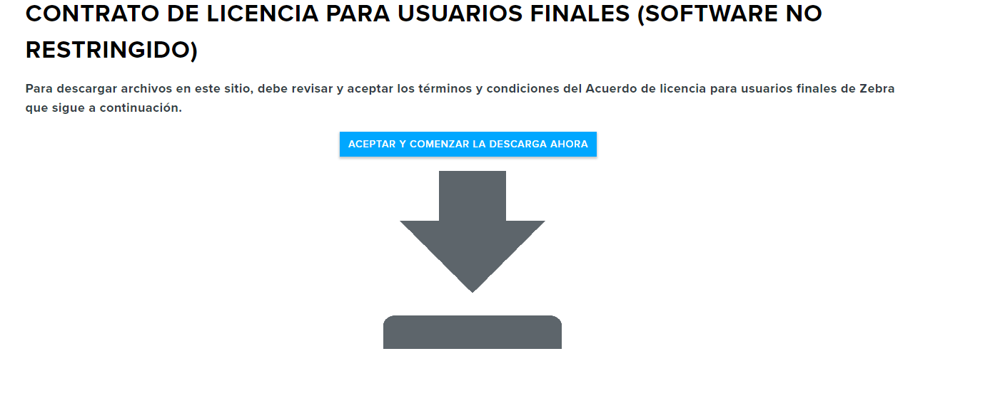 CONTRATO DE LICENCIA PARA USUARIOS FINALES (SOFTWARE NO
RESTRINGIDO)
Para descargar archivos en este sitio, debe revisar y aceptar los términos y condiciones del Acuerdo de licencia para usuarios finales de Zebra
que sigue a continuación.
ACEPTAR Y COMENZAR LA DESCARGA AHORA